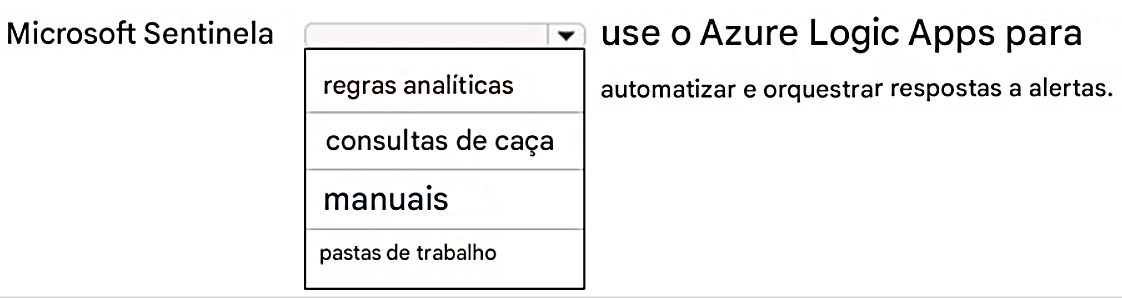 Microsoft Sentinela
use o Azure Logic Apps para
automatizar e orquestrar respostas a alertas.
regras analíticas
consultas de caça
manuais
pastas de trabalho